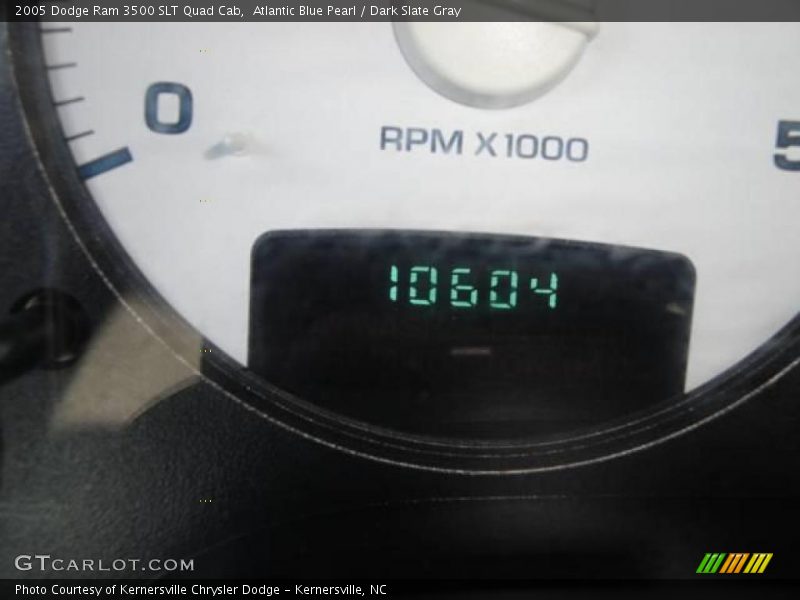 2005 Dodge Ram 3500 SLT Quad Cab,  Atlantic Blue Pearl / Dark Slate Gray
0
RPM X1000
5
10604
GTCARLOT.COM
Photo Courtesy of Kernersville Chrysler Dodge - Kernersville, NC